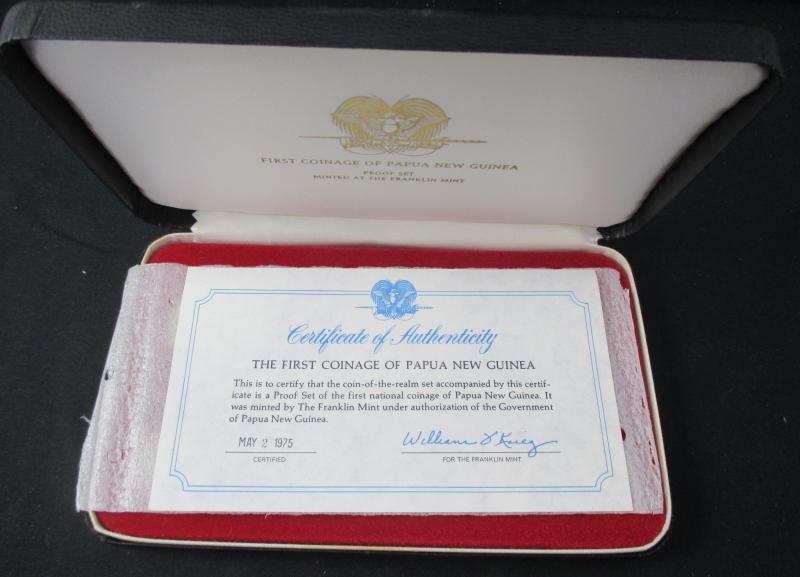 FIRST COINAGE OF PAPUA NEW GUINEA
PROOF SET
MINTED AT THE FRANKLIN MINT
Certificate of Authenticity
THE FIRST COINAGE OF PAPUA NEW GUINEA
This is to certify that the coin-of-the-realm set accompanied by this certif-
icate is a Proof Set of the first national coinage of Papua New Guinea. It
was minted by The Franklin Mint under authorization of the Government
of Papua New Guinea.
MAY 2 1975
CERTIFIED
FOR THE FRANKLIN MINT